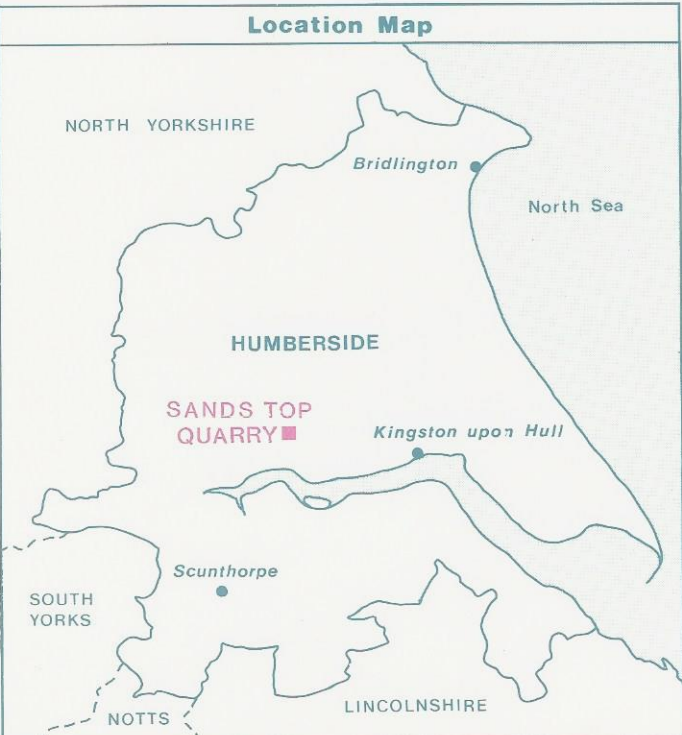 Location Map
NORTH YORKSHIRE
Bridlington
North Sea
HUMBERSIDE
SANDS TOP
QUARRY
Kingston upon Hull
Scunthorpe
SOUTH
YORKS
NOTTS
LINCOLNSHIRE